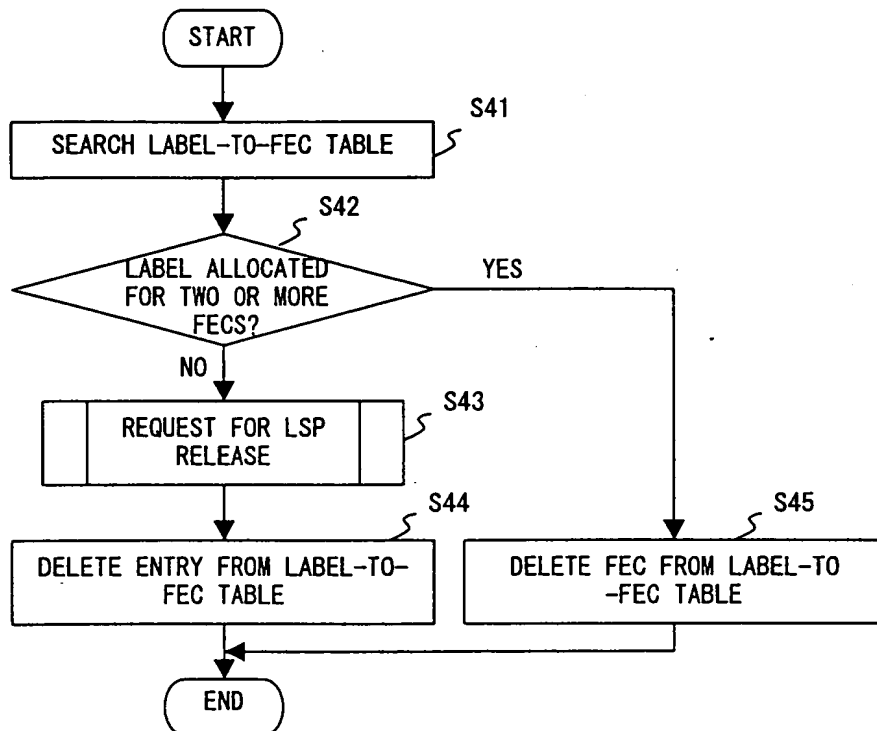 START
S41
SEARCH LABEL-TO-FEC TABLE
S42
LABEL ALLOCATED
FOR TWO OR MORE
FECS?
YES
NO
S43
REQUEST FOR LSP
RELEASE
S44
DELETE ENTRY FROM LABEL-TO-
FEC TABLE
S45
DELETE FEC FROM LABEL-TO
-FEC TABLE
END